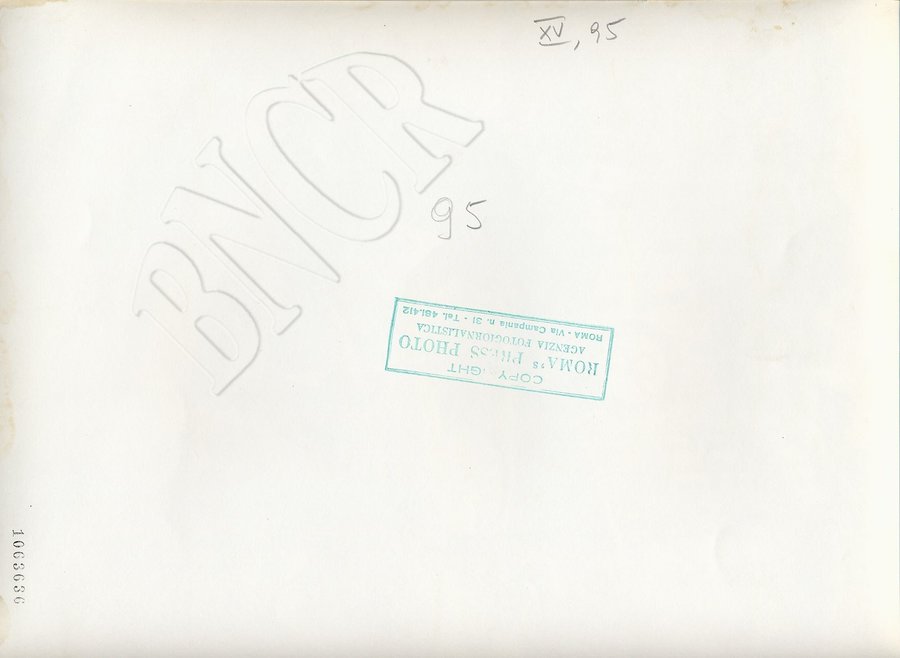 XV, 95
BNCR
95
COPYRIGHT
ROMA'S PRESS PHOTO
AGENZIA FOTOGIORNALISTICA
ROMA - Via Campania n. 31 - Tel. 481.412
1063636